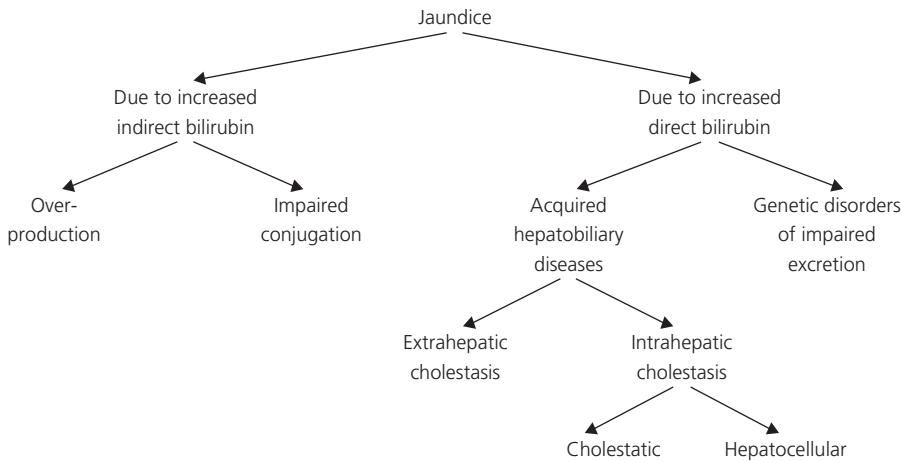 Jaundice
Due to increased
indirect bilirubin
Due to increased
direct bilirubin
Over-
production
Impaired
conjugation
Acquired
hepatobiliary
diseases
Genetic disorders
of impaired
excretion
Extrahepatic
cholestasis
Intrahepatic
cholestasis
Cholestatic
Hepatocellular